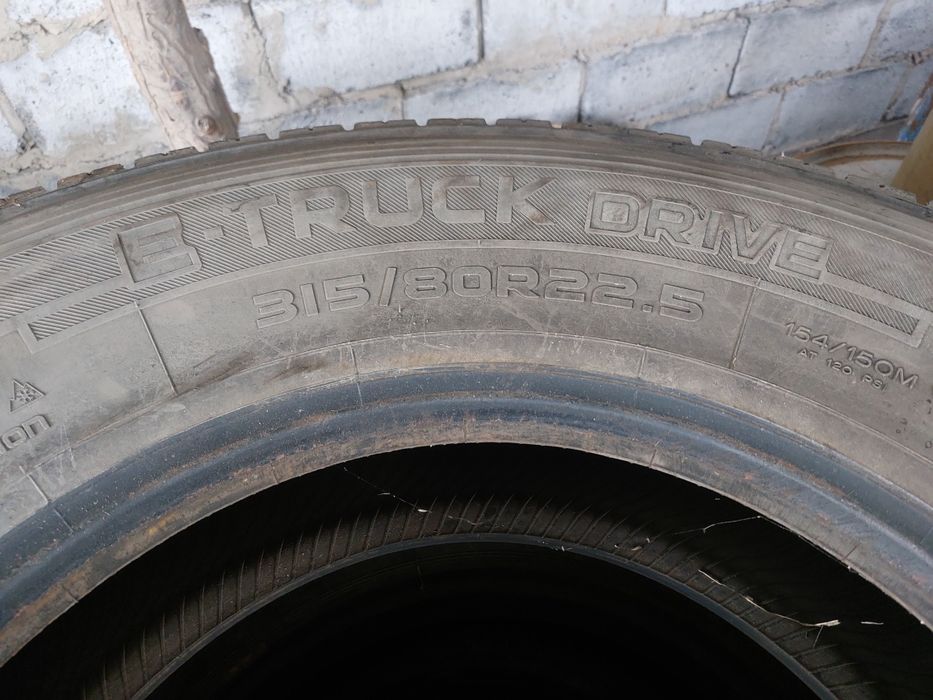 E-TRUCK DRIVE
315/80R22.5
154/150M
AT 120 PSI